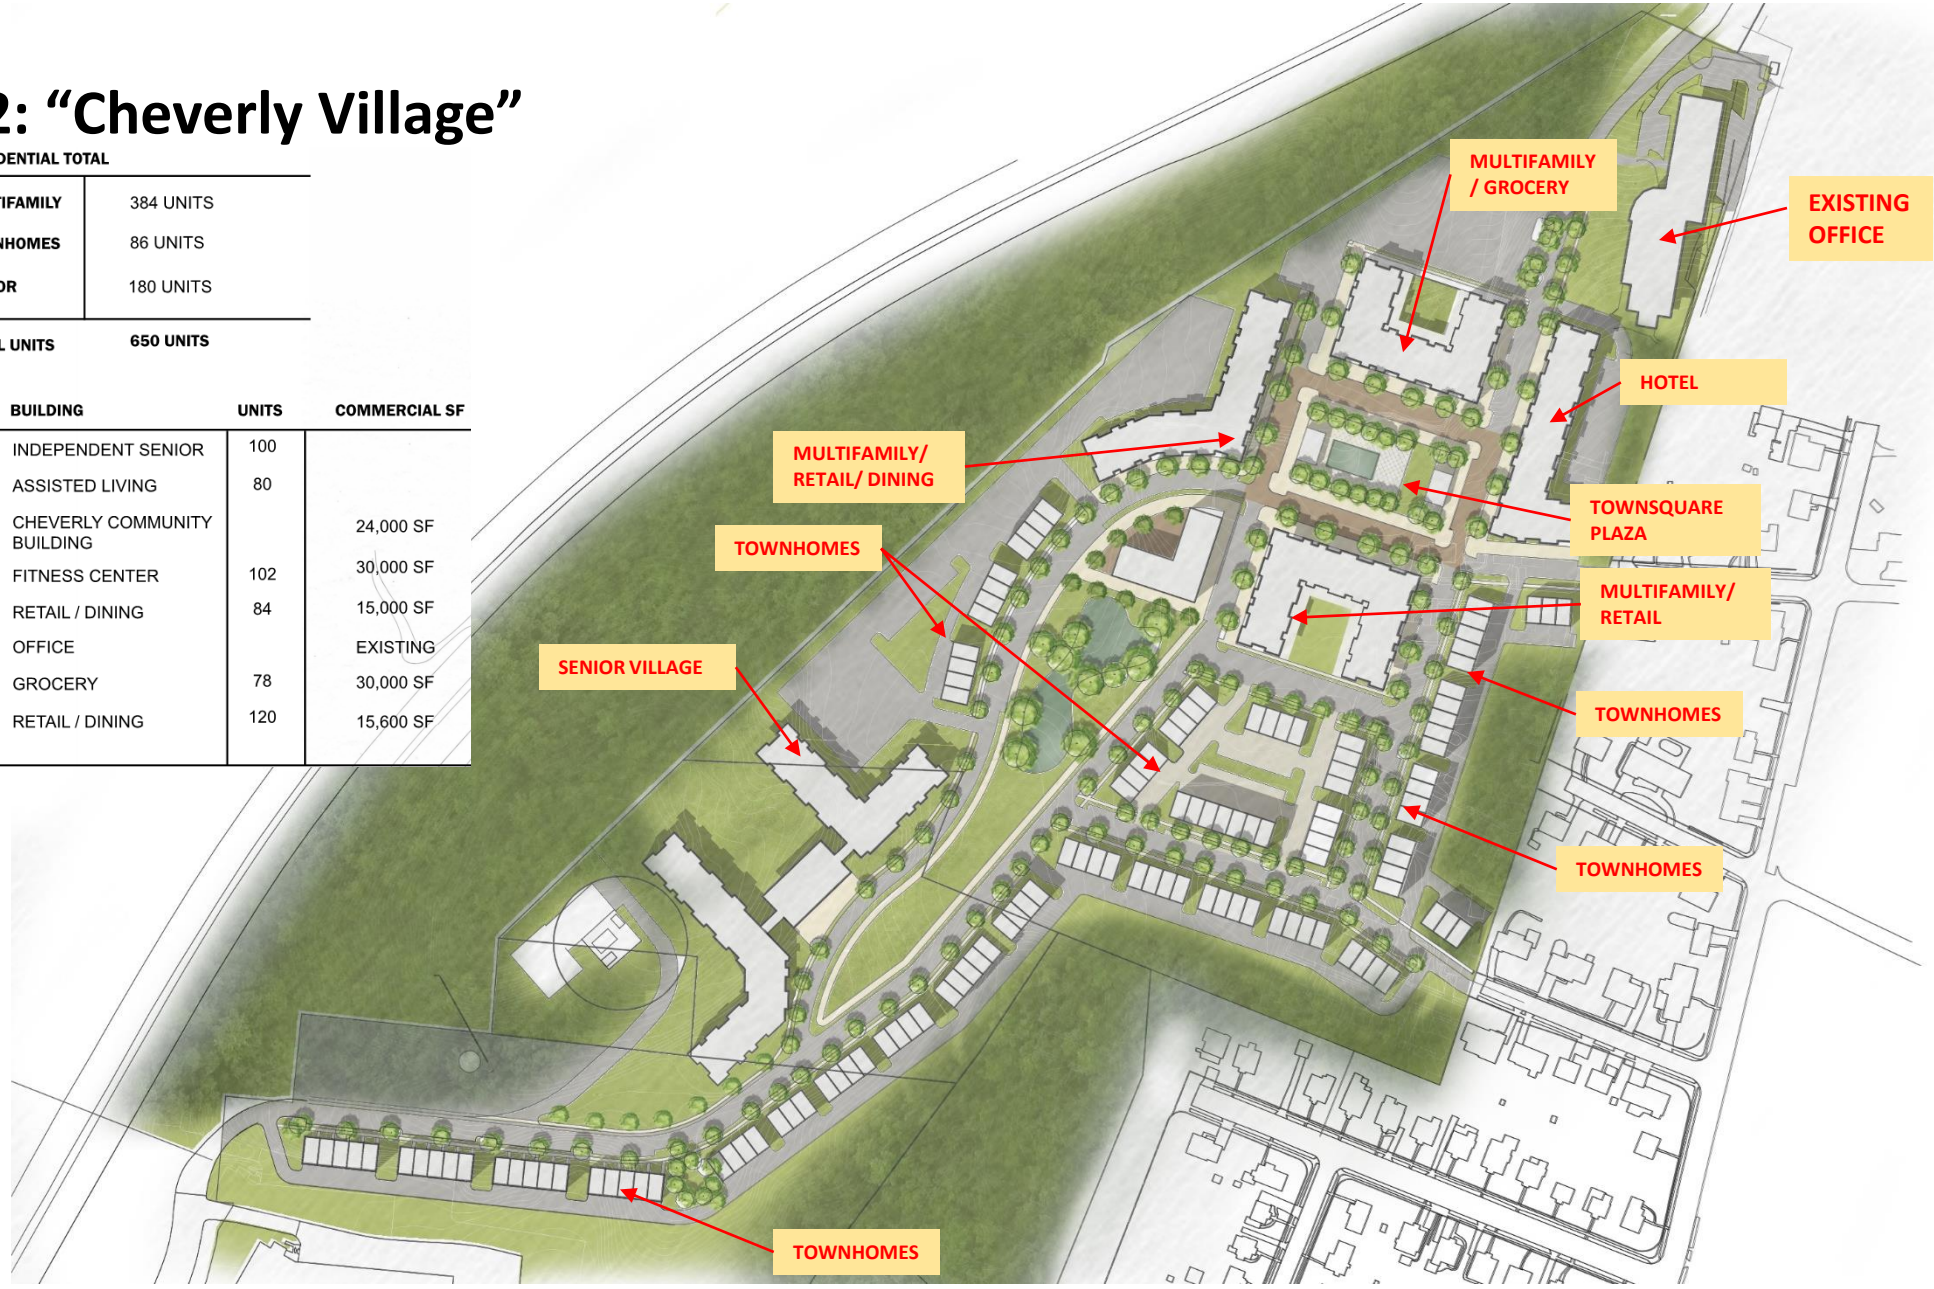 2: “Cheverly Village”
DENTIAL TOTAL
TIFAMILY 384 UNITS
NHOMES 86 UNITS
OR 180 UNITS
L UNITS 650 UNITS
BUILDING UNITS COMMERCIAL SF
INDEPENDENT SENIOR 100
ASSISTED LIVING 80
CHEVERLY COMMUNITY
BUILDING 24,000 SF
FITNESS CENTER 102 30,000 SF
RETAIL / DINING 84 15,000 SF
OFFICE EXISTING
GROCERY 78 30,000 SF
RETAIL / DINING 120 15,600 SF
MULTIFAMILY
/ GROCERY
EXISTING
OFFICE
HOTEL
MULTIFAMILY/
RETAIL/ DINING
TOWNSQUARE
PLAZA
TOWNHOMES
MULTIFAMILY/
RETAIL
SENIOR VILLAGE
TOWNHOMES
TOWNHOMES
TOWNHOMES